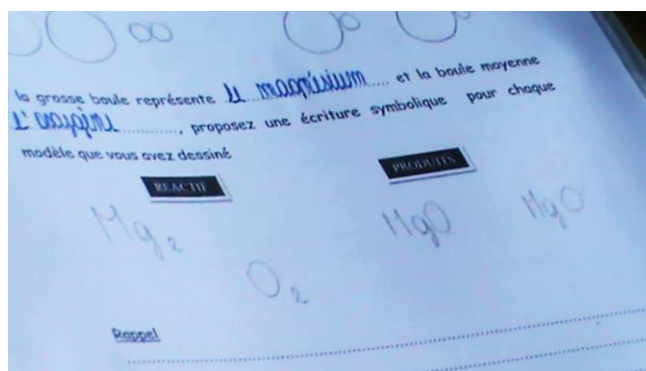 la grosse boule représente le magnésium ..... et la boule moyenne
l'oxygène ............., proposez une écriture symbolique pour chaque
modèle que vous avez dessiné
REACTIF PRODUITS
Mg₂ MgO MgO
O₂
Rappel